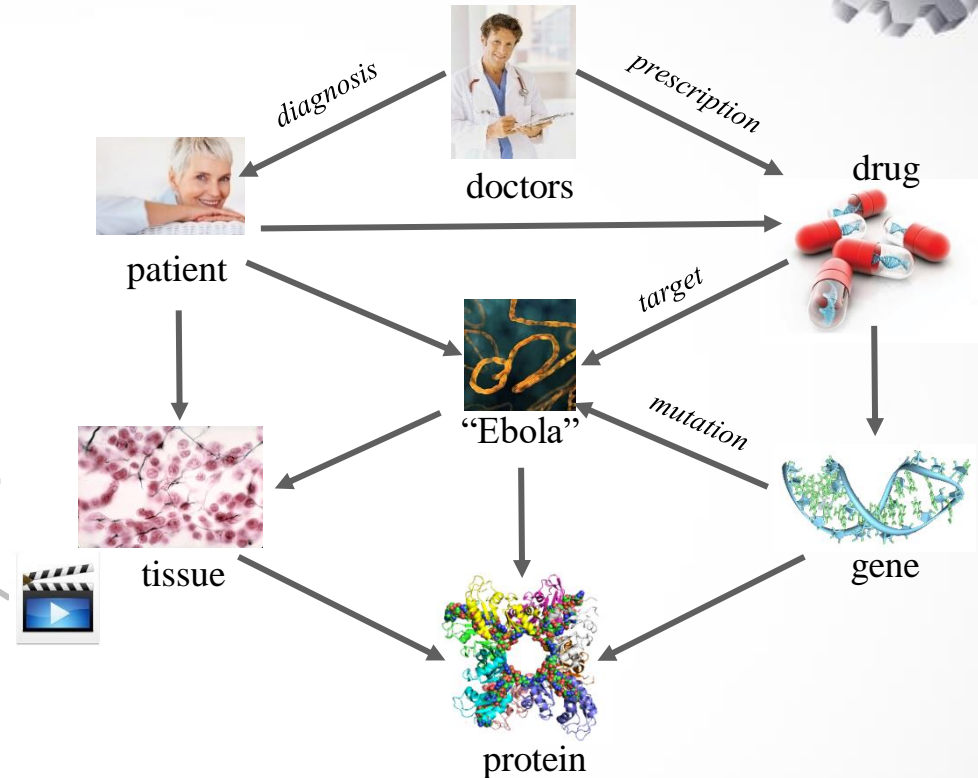 diagnosis
prescription
doctors
drug
patient
target
“Ebola”
mutation
tissue
gene
protein